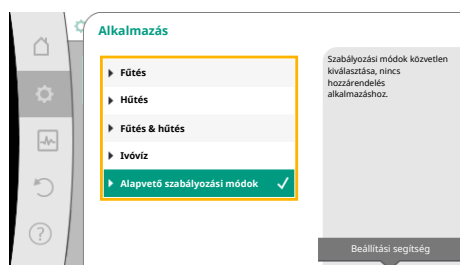 Alkalmazás
Fűtés
Hűtés
Fűtés & hűtés
Ivóvíz
Alapvető szabályozási módok
Szabályozási módok közvetlen
kiválasztása, nincs
hozzárendelés
alkalmazáshoz.
Beállítási segítség